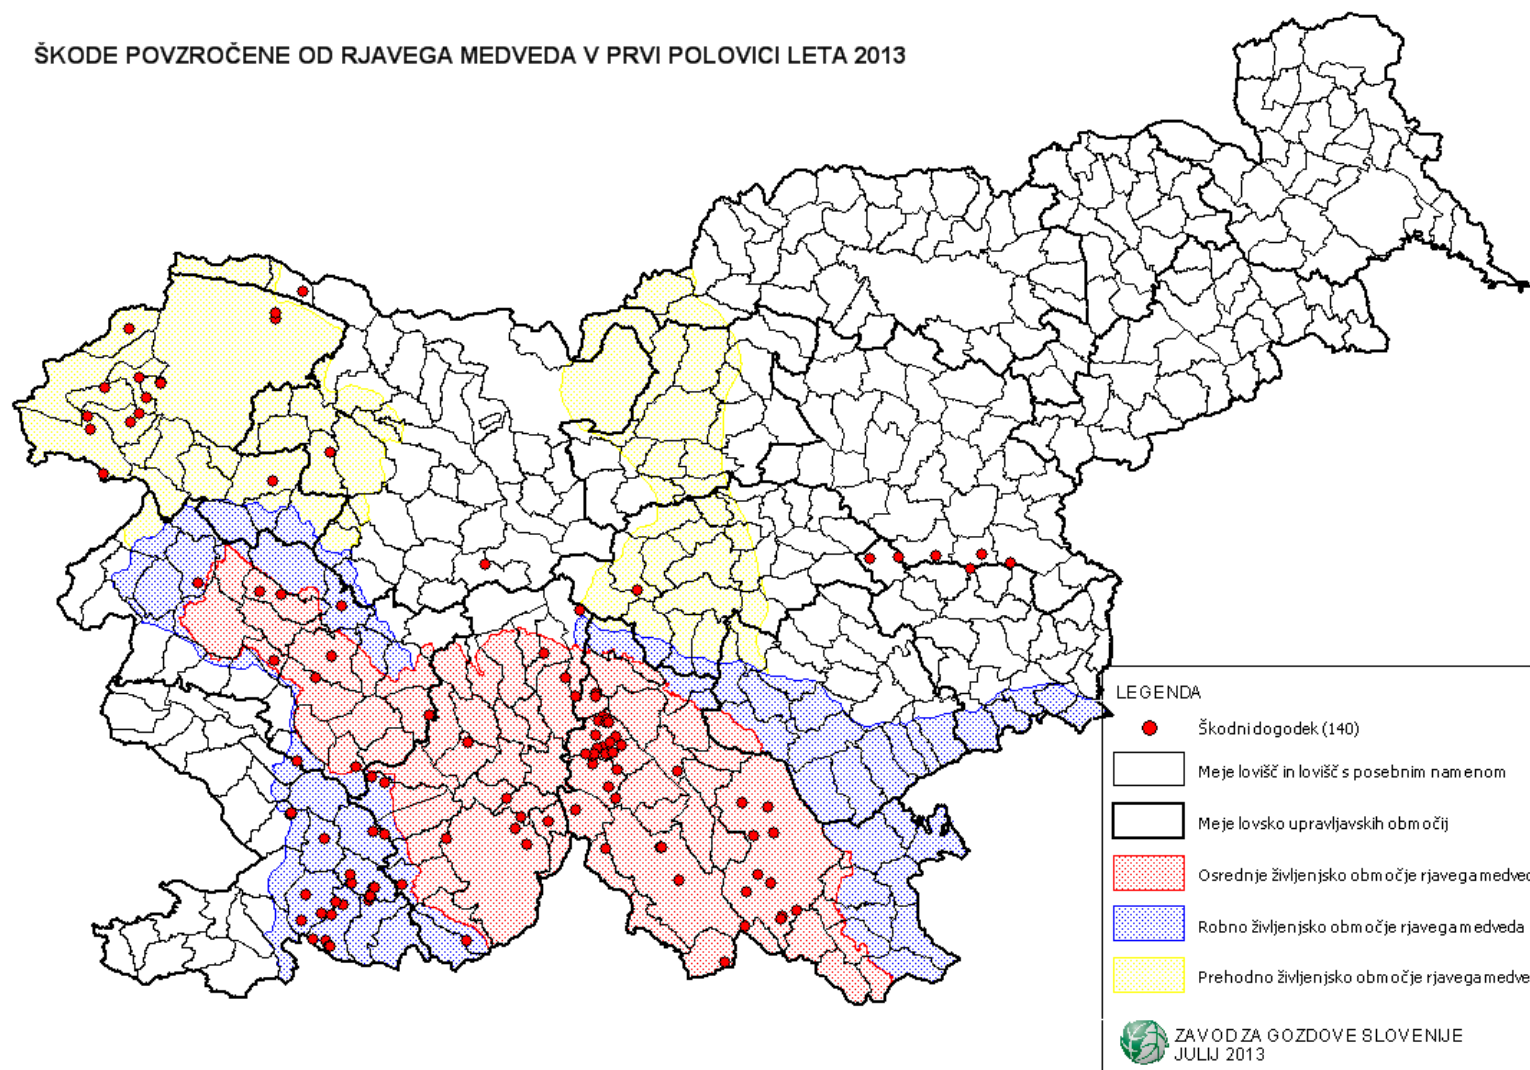 ŠKODE POVZROČENE OD RJAVEGA MEDVEDA V PRVI POLOVICI LETA 2013
LEGENDA
Škodni dogodek (140)
Meje lovišč in lovišč s posebnim namenom
Meje lovsko upravljavskih območij
Osrednje življenjsko območje rjavega medved
Robno življenjsko območje rjavega medveda
Prehodno življenjsko območje rjavega medve
ZAVOD ZA GOZDOVE SLOVENIJE
JULIJ 2013